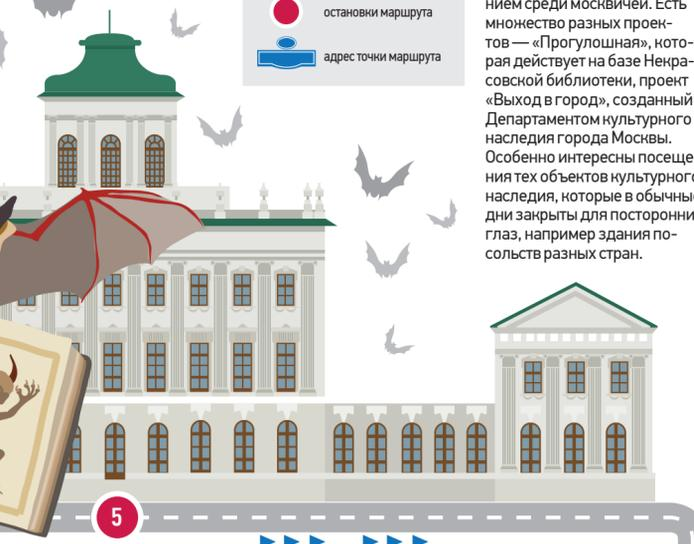 остановки маршрута
адрес точки маршрута
нием среди москвичей. Есть
множество разных проек-
тов — «Прогулошная», кото-
рая действует на базе Некра-
совской библиотеки, проект
«Выход в город», созданный
Департаментом культурного
наследия города Москвы.
Особенно интересны посеще-
ния тех объектов культурного
наследия, которые в обычные
дни закрыты для посторонни
глаз, например здания по-
сольств разных стран.
5